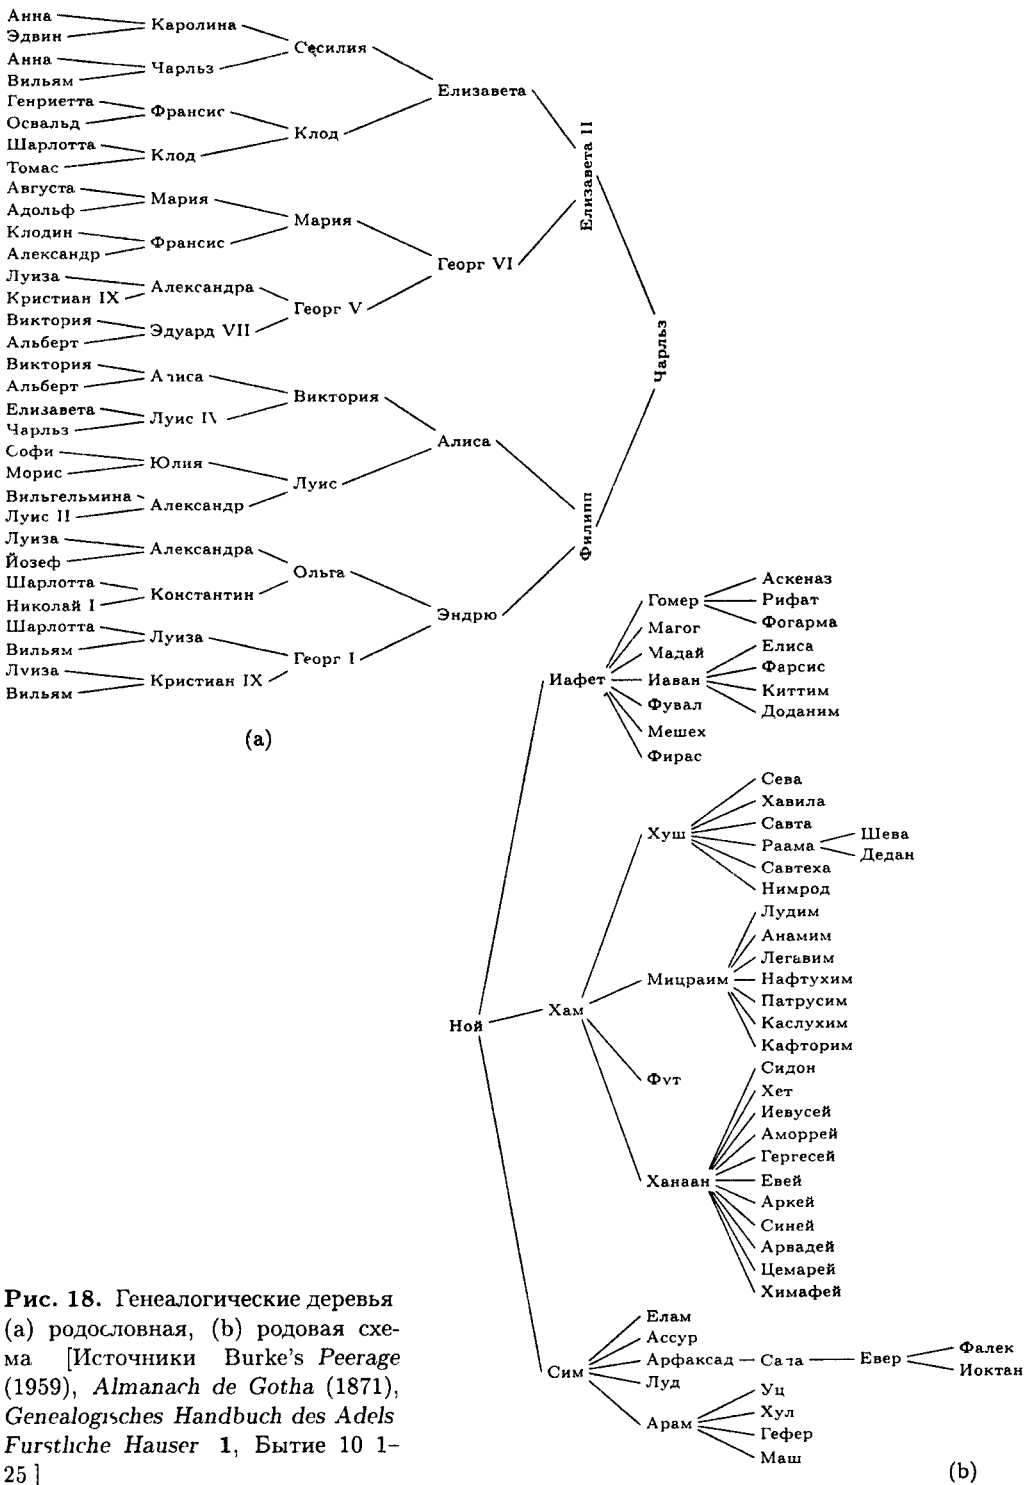 Анна
Эдвин
Каролина
Анна
Вильям
Чарльз
Сесилия
Генриетта
Освальд
Франсис
Шарлотта
Томас
Клод
Клод
Елизавета
Августа
Адольф
Мария
Клодин
Александр
Франсис
Мария
Луиза
Кристиан IX
Александра
Виктория
Альберт
Эдуард VII
Георг V
Георг VI
Елизавета II
Виктория
Альберт
Алиса
Елизавета
Чарльз
Луис IV
Виктория
Софи
Морис
Юлия
Вильгельмина
Луис II
Александр
Луис
Алиса
Луиза
Йозеф
Александра
Шарлотта
Николай I
Константин
Ольга
Шарлотта
Вильям
Луиза
Луиза
Вильям
Кристиан IX
Георг I
Эндрю
Филипп
Чарльз
(a)
Ной
Иафет
Гомер
Аскеназ
Рифат
Фогарма
Магог
Мадай
Иаван
Елиса
Фарсис
Киттим
Доданим
Фувал
Мешех
Фирас
Хам
Хуш
Сева
Хавила
Савта
Раама
Шева
Дедан
Савтеха
Нимрод
Мицраим
Лудим
Анамим
Легавим
Нафтухим
Патрусим
Каслухим
Кафторим
Фут
Ханаан
Сидон
Хет
Иевусей
Аморрей
Гергесей
Евей
Аркей
Синей
Арвадей
Цемарей
Химафей
Сим
Елам
Ассур
Арфаксад
Сала
Евер
Фалек
Иоктан
Луд
Арам
Уц
Хул
Гефер
Маш
(b)
Рис. 18. Генеалогические деревья
(a) родословная, (b) родовая схе-
ма [Источники Burke's Peerage
(1959), Almanach de Gotha (1871),
Genealogisches Handbuch des Adels
Furstliche Hauser 1, Бытие 10 1–
25 ]